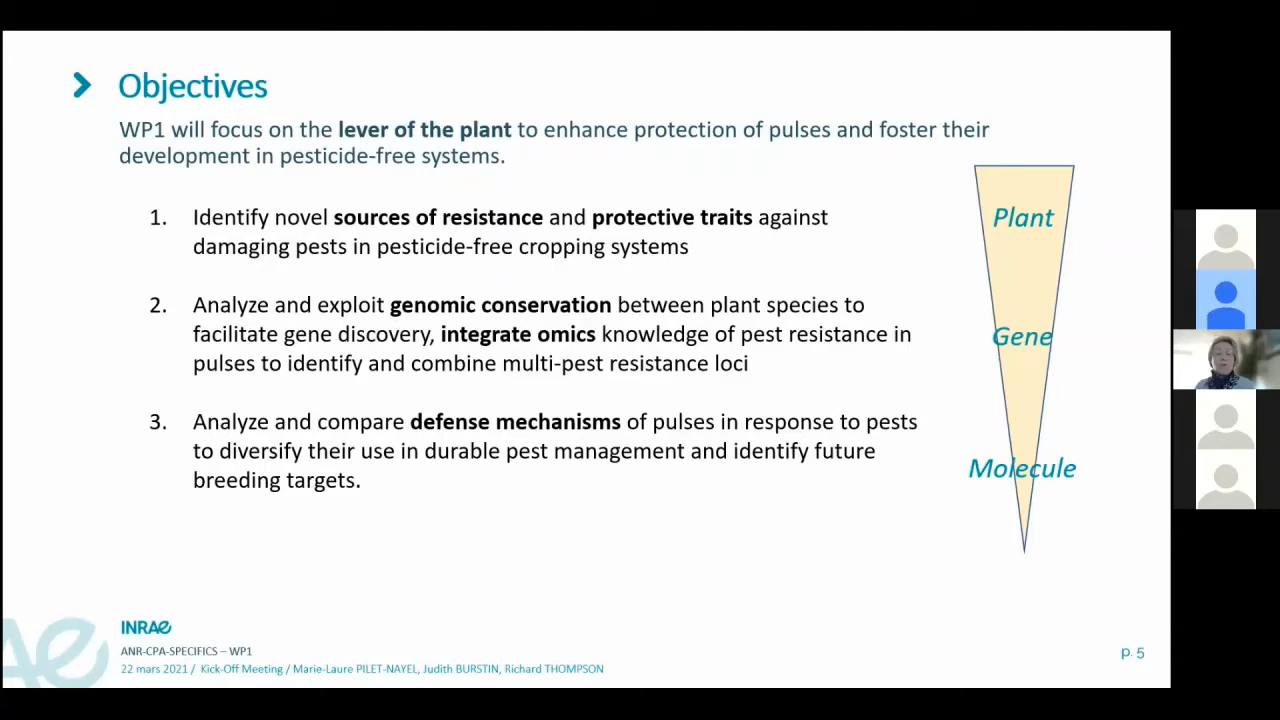 Objectives
WP1 will focus on the lever of the plant to enhance protection of pulses and foster their
development in pesticide-free systems.
1. Identify novel sources of resistance and protective traits against
damaging pests in pesticide-free cropping systems
2. Analyze and exploit genomic conservation between plant species to
facilitate gene discovery, integrate omics knowledge of pest resistance in
pulses to identify and combine multi-pest resistance loci
3. Analyze and compare defense mechanisms of pulses in response to pests
to diversify their use in durable pest management and identify future
breeding targets.
Plant
Gene
Molecule
INRAE
ANR-CPA-SPECIFICS – WP1
22 mars 2021 / Kick-Off Meeting / Marie-Laure PILET-NAYEL, Judith BURSTIN, Richard THOMPSON
p. 5